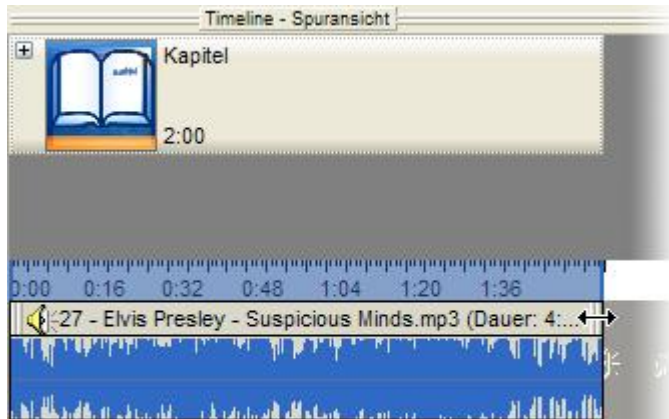 Timeline - Spuransicht
Kapitel
2:00
0:00 0:16 0:32 0:48 1:04 1:20 1:36
27 - Elvis Presley - Suspicious Minds.mp3 (Dauer: 4:...